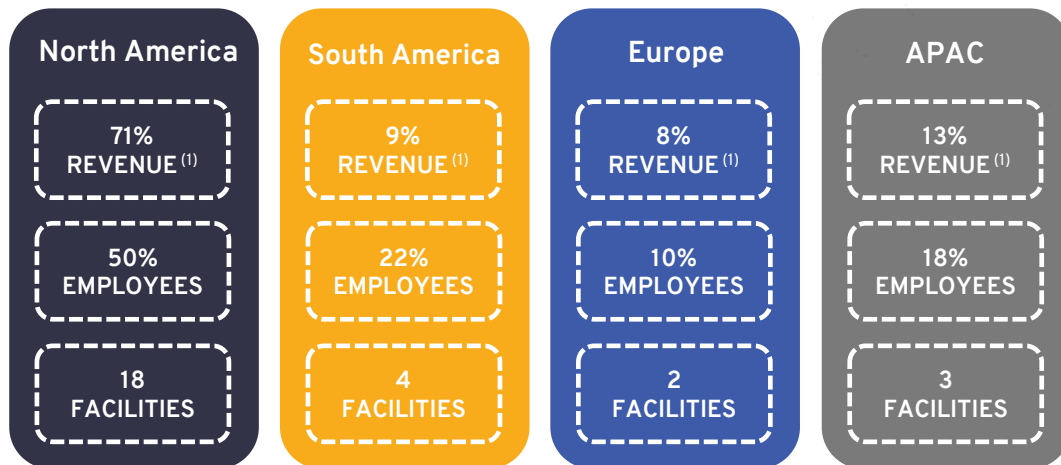 North America
71%
REVENUE (1)
50%
EMPLOYEES
18
FACILITIES
South America
9%
REVENUE (1)
22%
EMPLOYEES
4
FACILITIES
Europe
8%
REVENUE (1)
10%
EMPLOYEES
2
FACILITIES
APAC
13%
REVENUE (1)
18%
EMPLOYEES
3
FACILITIES